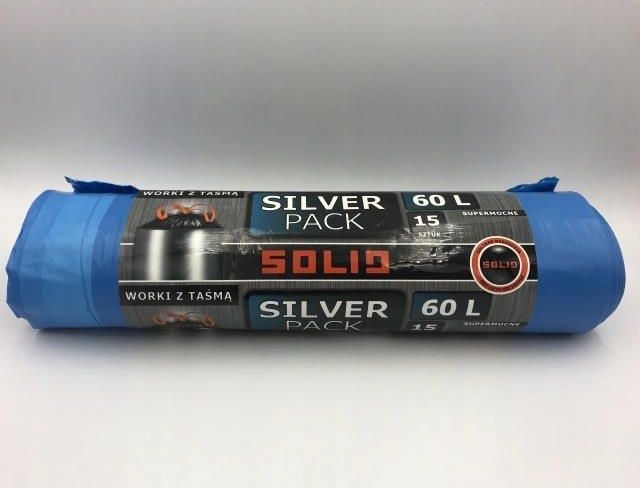 WORKI Z TAŚMĄ
SILVER
PACK
60 L
15
SZTUK
SUPERMOCNE
SOLID
SOLID
WORKI Z TAŚMĄ
SILVER
PACK
60 L
15
SUPERMOCNE